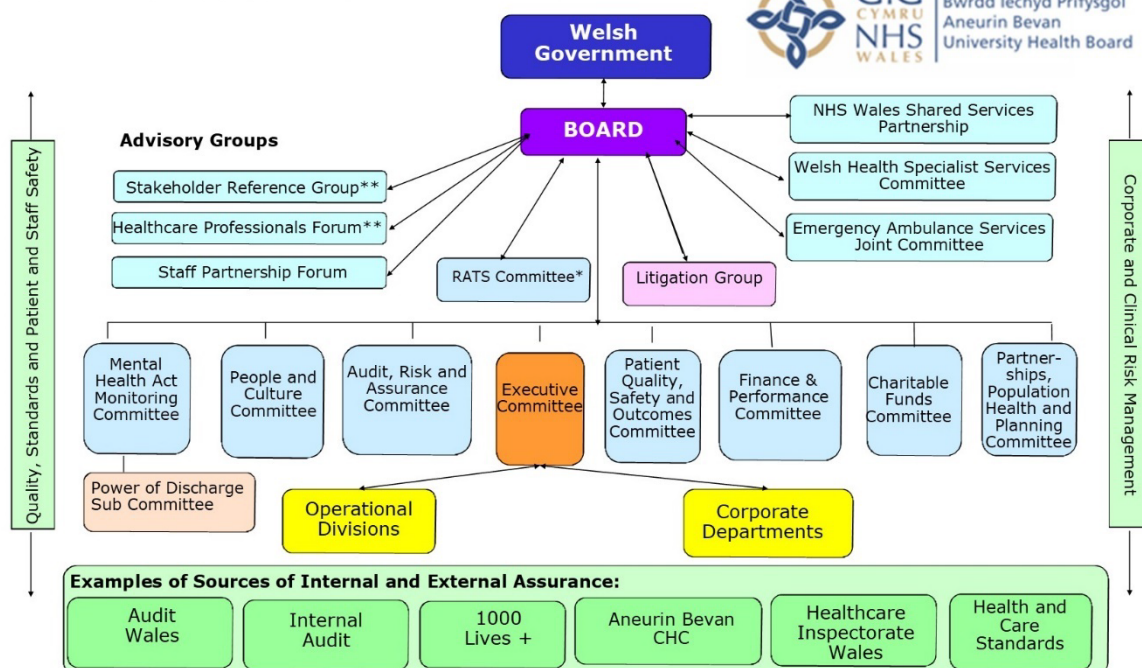 GIG
CYMRU
NHS
WALES
Bwrdd Iechyd Prifysgol
Aneurin Bevan
University Health Board
Welsh
Government
BOARD
Advisory Groups
Stakeholder Reference Group**
Healthcare Professionals Forum**
Staff Partnership Forum
NHS Wales Shared Services
Partnership
Welsh Health Specialist Services
Committee
Emergency Ambulance Services
Joint Committee
RATS Committee*
Litigation Group
Quality, Standards and Patient and Staff Safety
Corporate and Clinical Risk Management
Mental
Health Act
Monitoring
Committee
People and
Culture
Committee
Audit, Risk and
Assurance
Committee
Executive
Committee
Patient
Quality,
Safety and
Outcomes
Committee
Finance &
Performance
Committee
Charitable
Funds
Committee
Partner-
ships,
Population
Health and
Planning
Committee
Power of Discharge
Sub Committee
Operational
Divisions
Corporate
Departments
Examples of Sources of Internal and External Assurance:
Audit
Wales
Internal
Audit
1000
Lives +
Aneurin Bevan
CHC
Healthcare
Inspectorate
Wales
Health and
Care
Standards